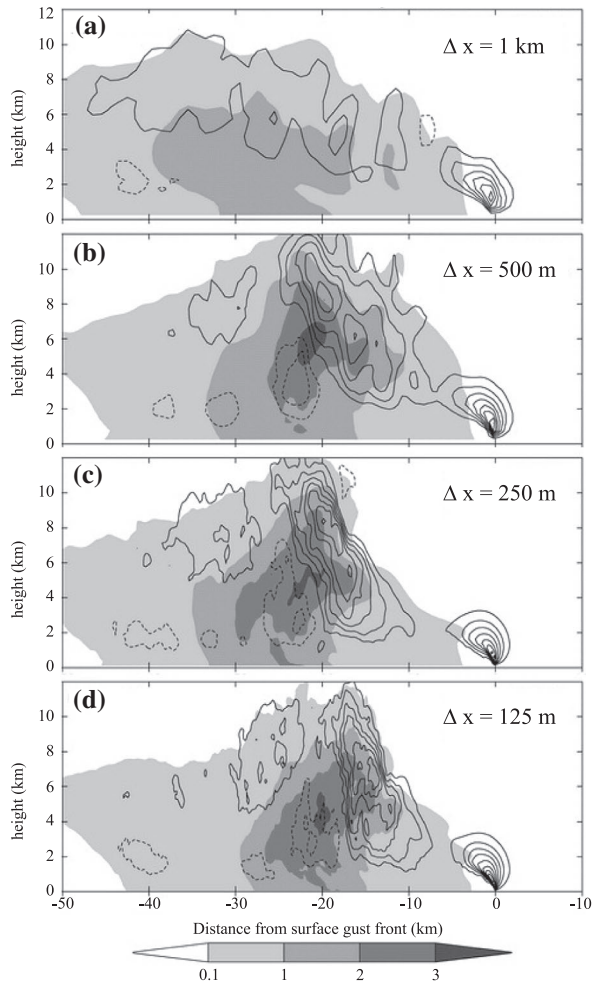 (a)
Δ x = 1 km
12
10
8
6
4
2
0
height (km)
(b)
Δ x = 500 m
10
8
6
4
2
0
height (km)
(c)
Δ x = 250 m
10
8
6
4
2
0
height (km)
(d)
Δ x = 125 m
10
8
6
4
2
0
height (km)
-50 -40 -30 -20 -10 0 -10
Distance from surface gust front (km)
0.1 1 2 3